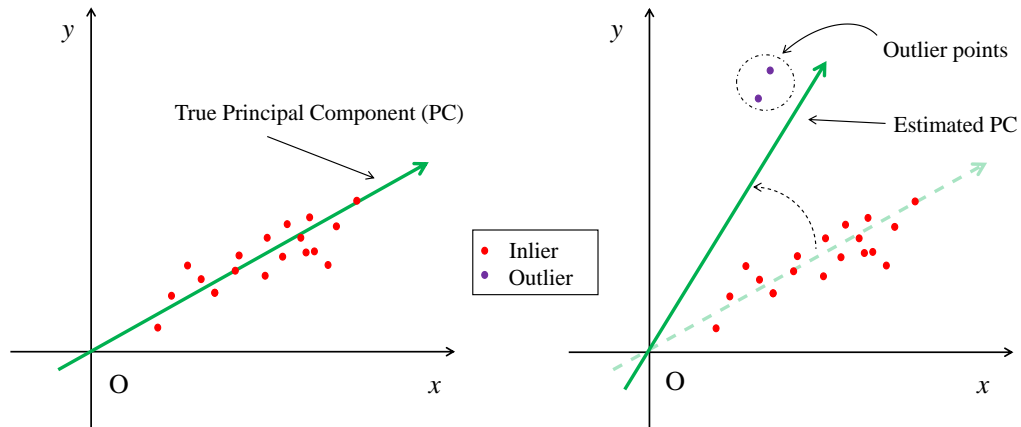 y
True Principal Component (PC)
O
x
Inlier
Outlier
y
Outlier points
Estimated PC
O
x